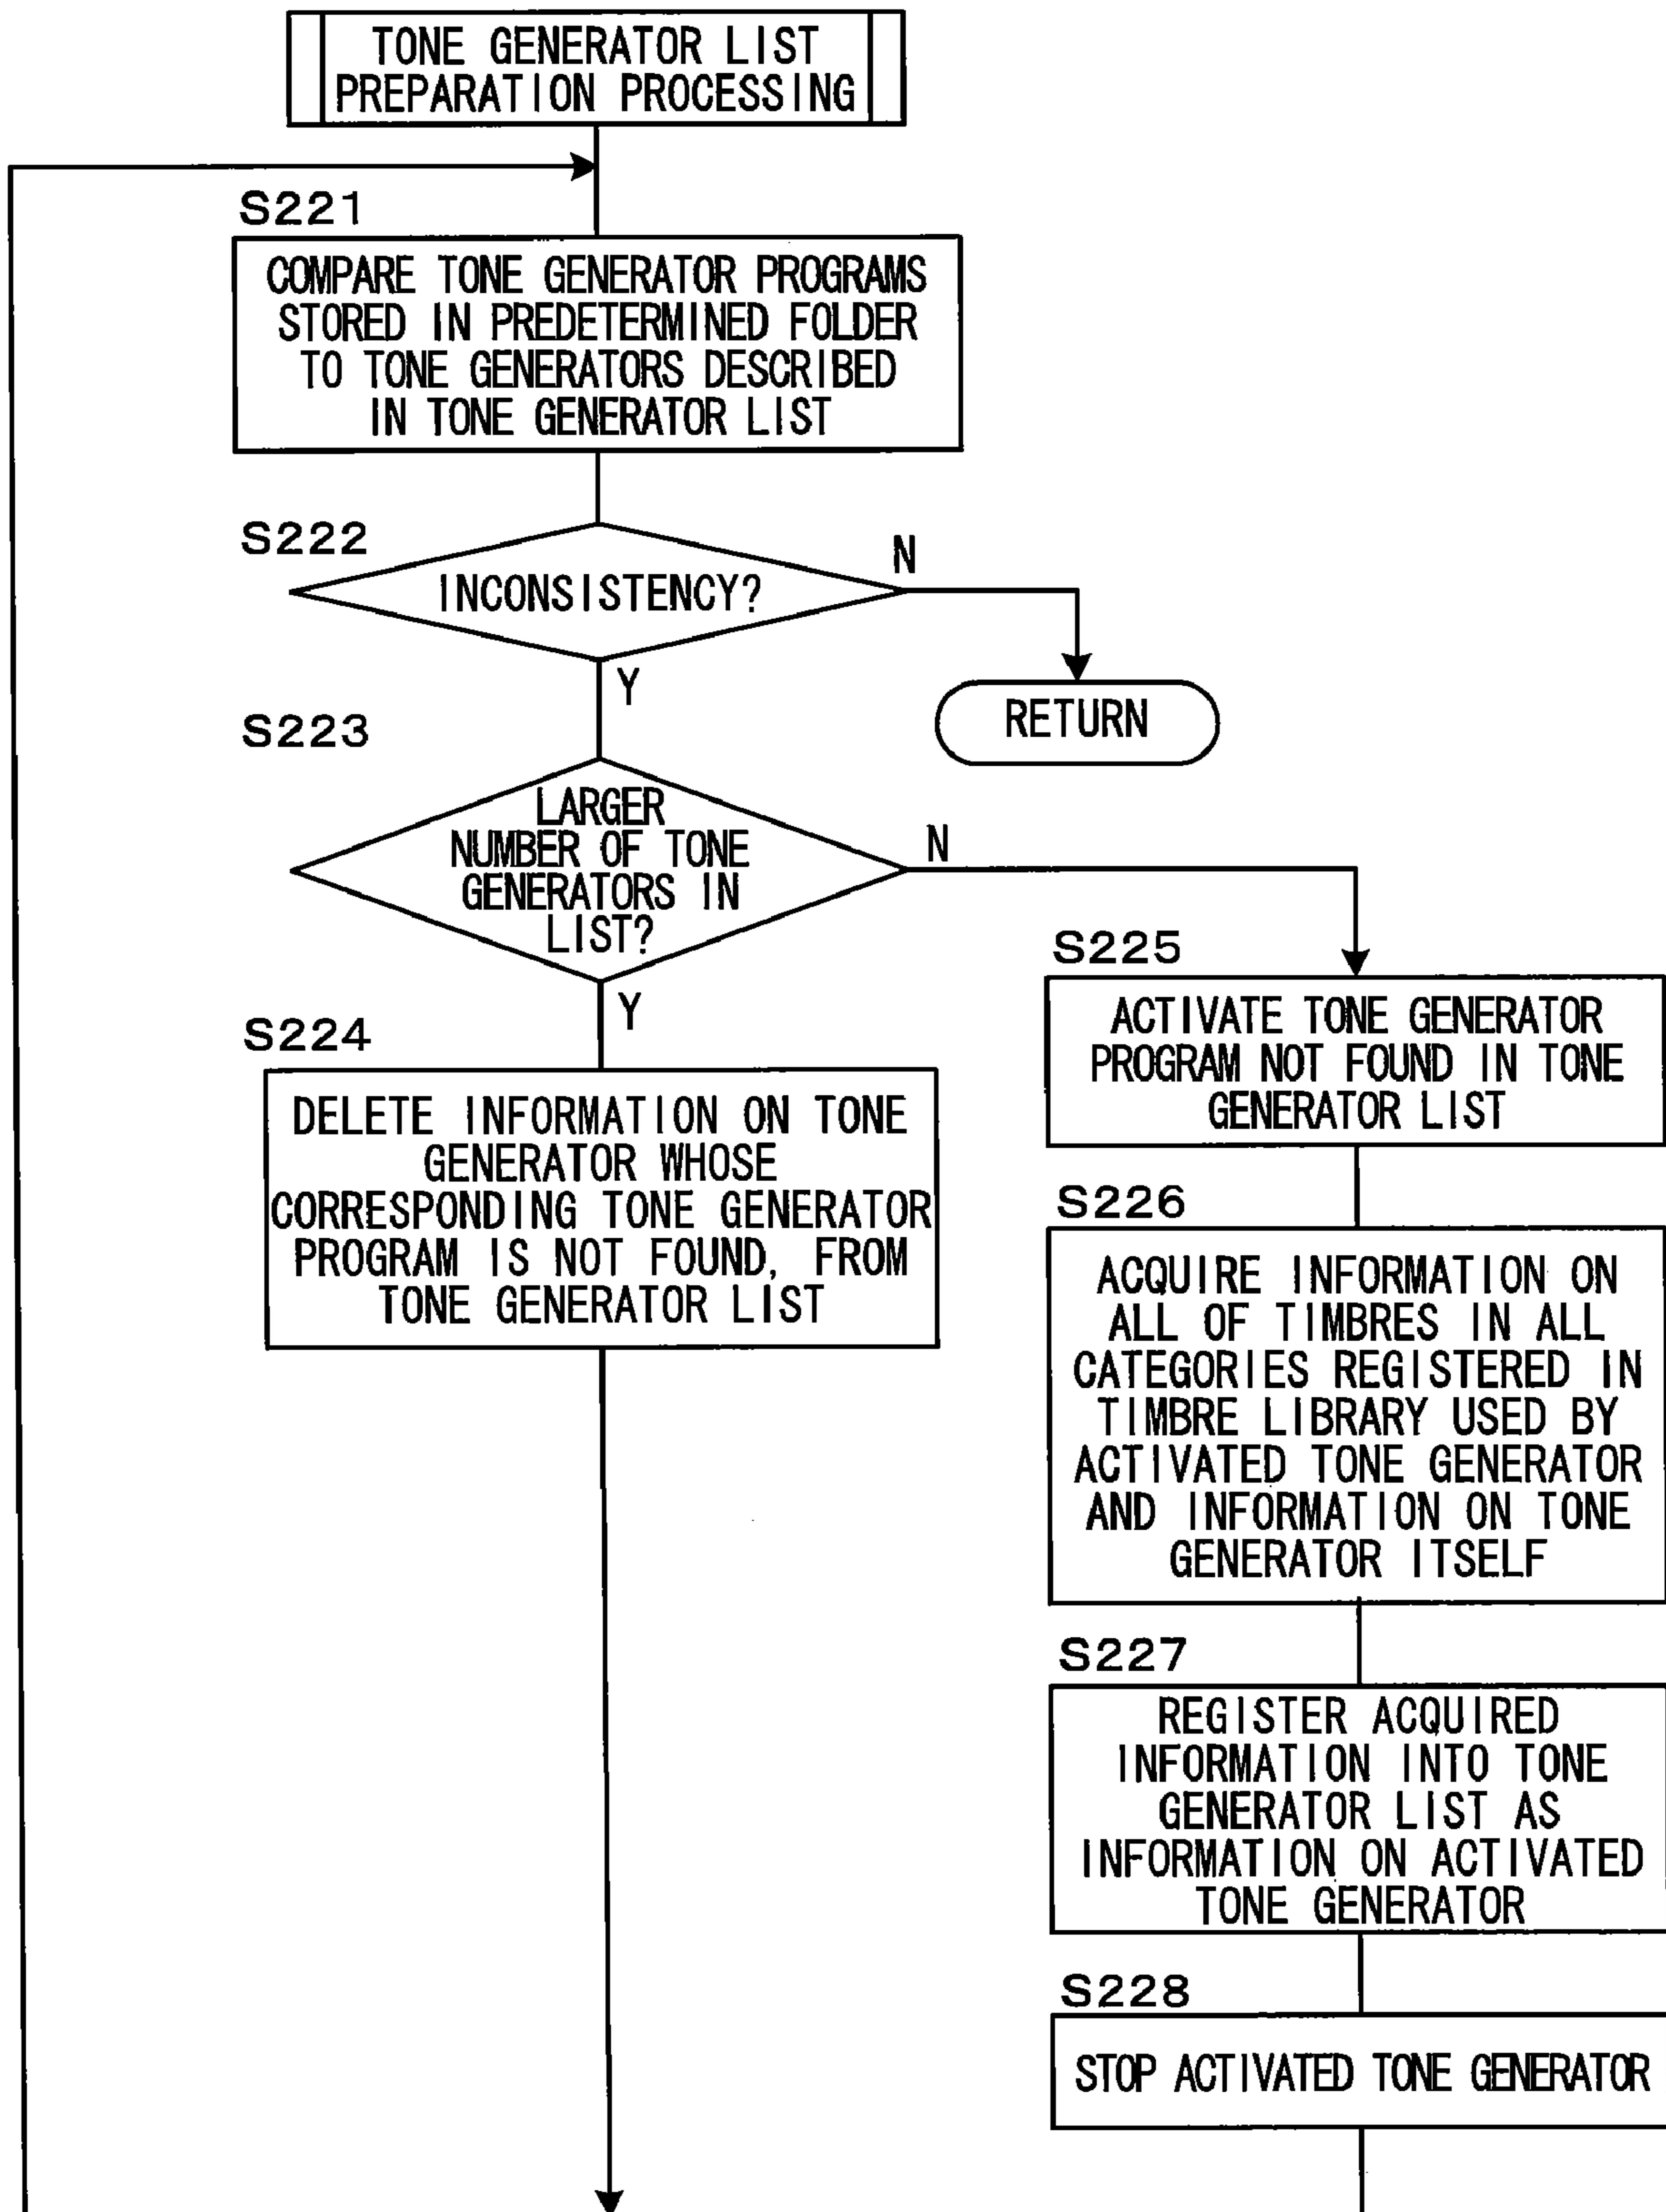 TONE GENERATOR LIST
PREPARATION PROCESSING
S221
COMPARE TONE GENERATOR PROGRAMS
STORED IN PREDETERMINED FOLDER
TO TONE GENERATORS DESCRIBED
IN TONE GENERATOR LIST
S222
INCONSISTENCY?
N
Y
RETURN
S223
LARGER
NUMBER OF TONE
GENERATORS IN
LIST?
N
Y
S224
DELETE INFORMATION ON TONE
GENERATOR WHOSE
CORRESPONDING TONE GENERATOR
PROGRAM IS NOT FOUND, FROM
TONE GENERATOR LIST
S225
ACTIVATE TONE GENERATOR
PROGRAM NOT FOUND IN TONE
GENERATOR LIST
S226
ACQUIRE INFORMATION ON
ALL OF TIMBRES IN ALL
CATEGORIES REGISTERED IN
TIMBRE LIBRARY USED BY
ACTIVATED TONE GENERATOR
AND INFORMATION ON TONE
GENERATOR ITSELF
S227
REGISTER ACQUIRED
INFORMATION INTO TONE
GENERATOR LIST AS
INFORMATION ON ACTIVATED
TONE GENERATOR
S228
STOP ACTIVATED TONE GENERATOR